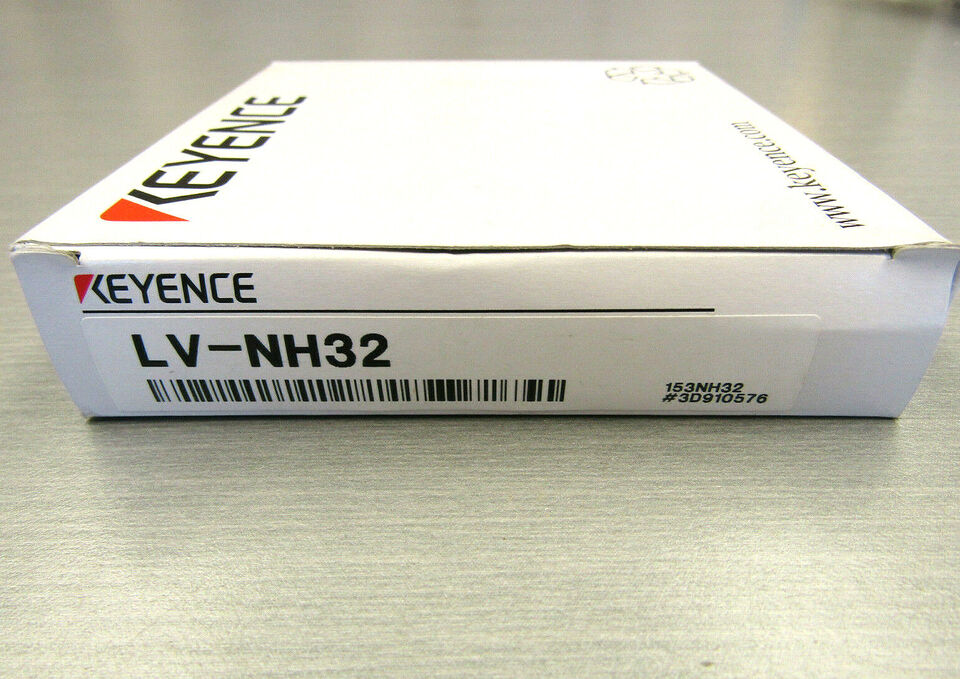 KEYENCE
www.keyence.com
KEYENCE
LV-NH32
153NH32
#3D910576